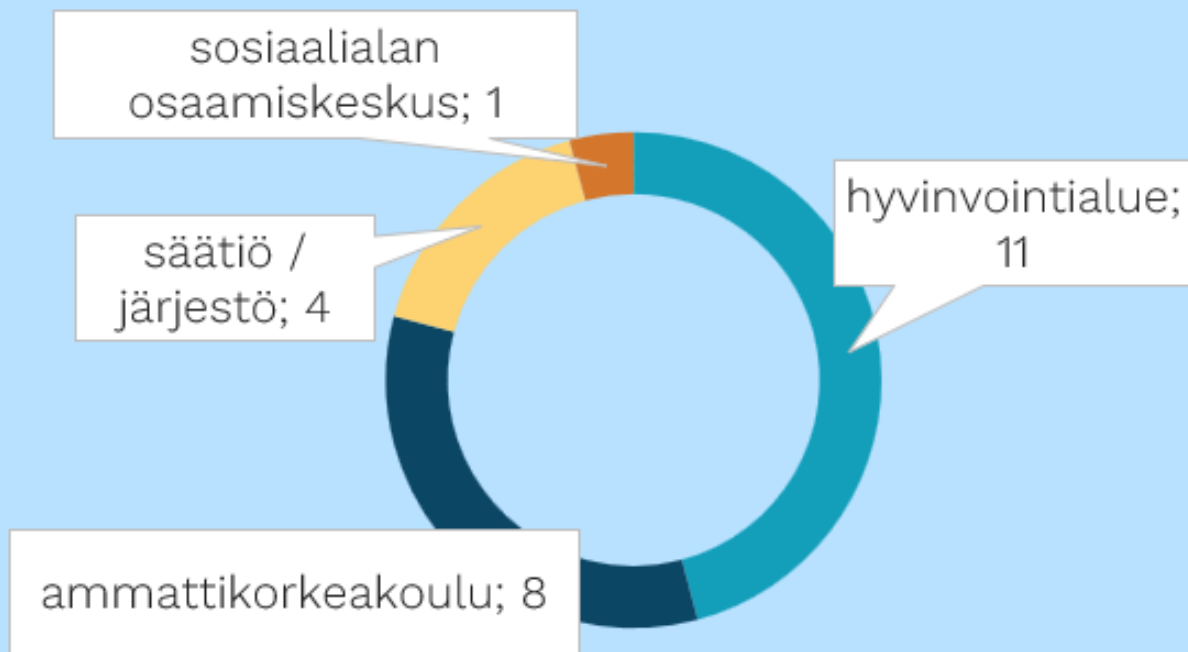 sosiaalialan
osaamiskeskus; 1
hyvinvointialue;
11
säätiö /
järjestö; 4
ammattikorkeakoulu; 8